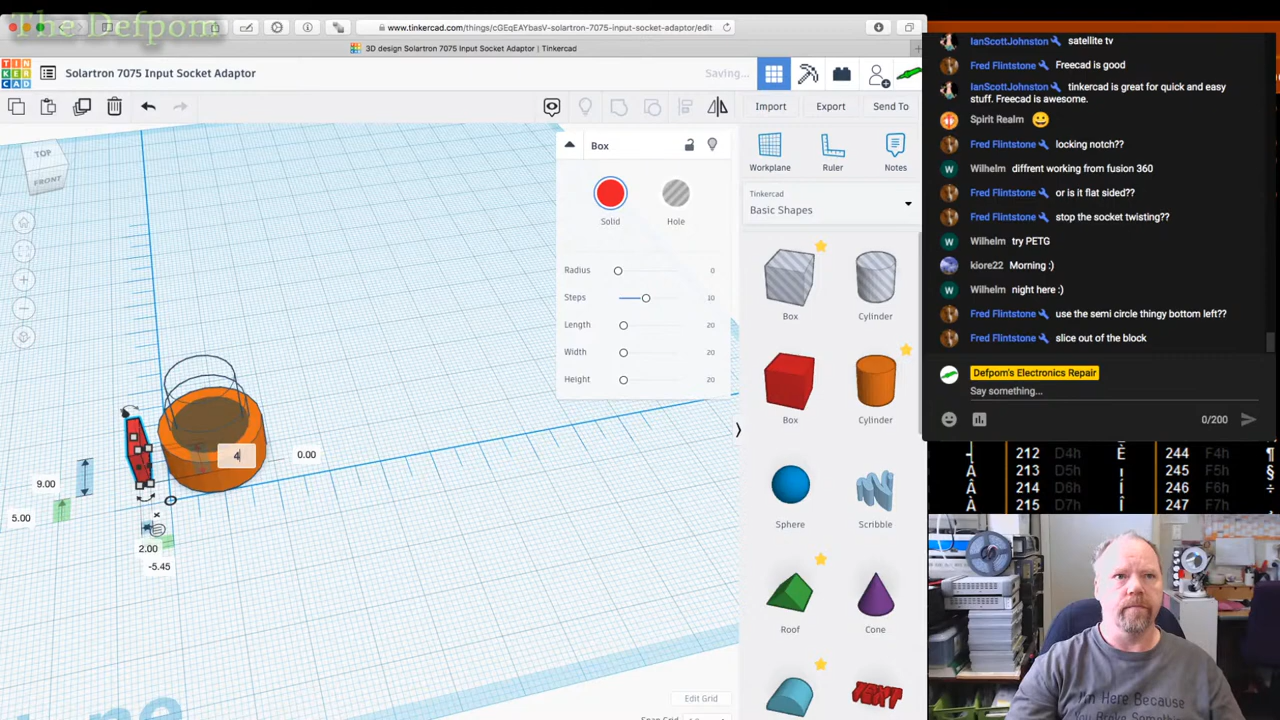 The Defpom
www.tinkercad.com/things/cGEqEAYbasV-solartron-7075-input-socket-adaptor/edit
3D design Solartron 7075 Input Socket Adaptor | Tinkercad
TIN
KER
CAD
Solartron 7075 Input Socket Adaptor
Saving...
Import
Export
Send To
TOP
FRONT
Box
Solid
Hole
Radius 0
Steps 10
Length 20
Width 20
Height 20
Workplane
Ruler
Notes
Tinkercad
Basic Shapes
Box
Cylinder
Box
Cylinder
Sphere
Scribble
Roof
Cone
TEXT
4
0.00
9.00
5.00
2.00
-5.45
Edit Grid
IanScottJohnston satellite tv
Fred Flintstone Freecad is good
IanScottJohnston tinkercad is great for quick and easy
stuff. Freecad is awesome.
Spirit Realm 😀
Fred Flintstone locking notch??
Wilhelm diffrent working from fusion 360
Fred Flintstone or is it flat sided??
Fred Flintstone stop the socket twisting??
Wilhelm try PETG
kiore22 Morning :)
Wilhelm night here :)
Fred Flintstone use the semi circle thingy bottom left??
Fred Flintstone slice out of the block
Defpom's Electronics Repair
Say something...
0/200
212 D4h È 244 F4h
213 D5h 245 F5h
214 D6h Í 246 F6h ÷
215 D7h 247 F7h
I'm Here Because
You Broke Something